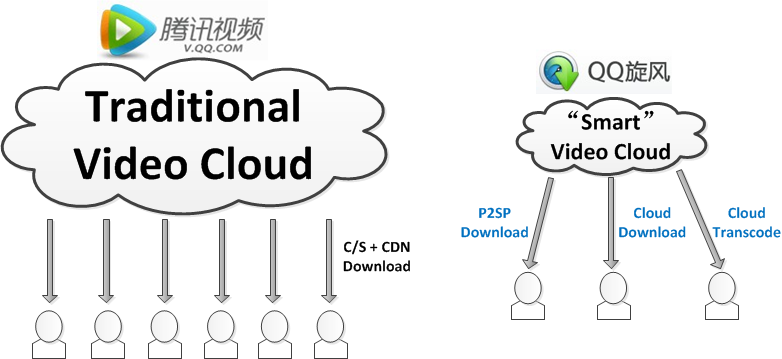 腾讯视频
V.QQ.COM
Traditional
Video Cloud
C/S + CDN
Download
QQ旋风
“Smart”
Video Cloud
P2SP
Download
Cloud
Download
Cloud
Transcode